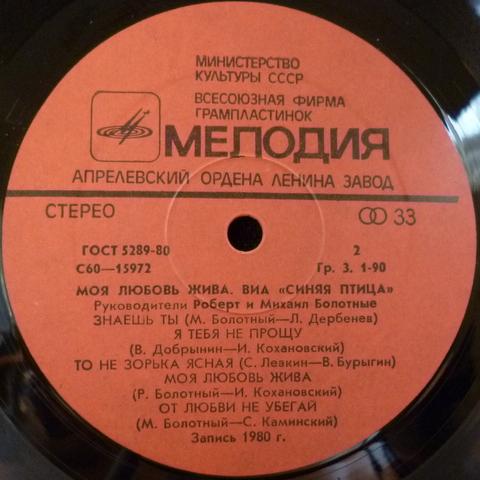 МИНИСТЕРСТВО
КУЛЬТУРЫ СССР
ВСЕСОЮЗНАЯ ФИРМА
ГРАМПЛАСТИНОК
МЕЛОДИЯ
АПРЕЛЕВСКИЙ ОРДЕНА ЛЕНИНА ЗАВОД
СТЕРЕО 33
ГОСТ 5289-80 2
С60—15972 Гр. 3. 1-90
МОЯ ЛЮБОВЬ ЖИВА. ВИА «СИНЯЯ ПТИЦА»
Руководители Роберт и Михаил Болотные
ЗНАЕШЬ ТЫ (М. Болотный—Л. Дербенев)
Я ТЕБЯ НЕ ПРОЩУ
(В. Добрынин—И. Кохановский)
ТО НЕ ЗОРЬКА ЯСНАЯ (С. Левкин—В. Бурыгин)
МОЯ ЛЮБОВЬ ЖИВА
(Р. Болотный—И. Кохановский)
ОТ ЛЮБВИ НЕ УБЕГАЙ
(М. Болотный—С. Каминский)
Запись 1980 г.